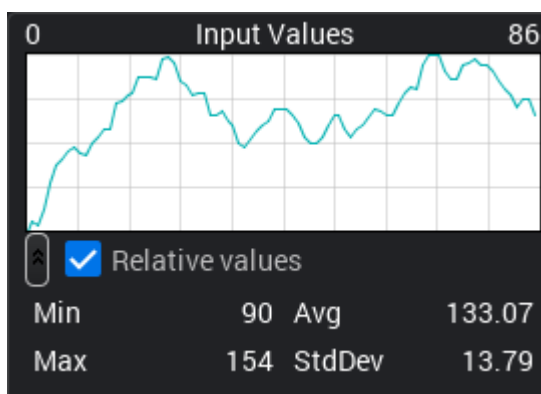 0 Input Values 86
Relative values
Min 90 Avg 133.07
Max 154 StdDev 13.79